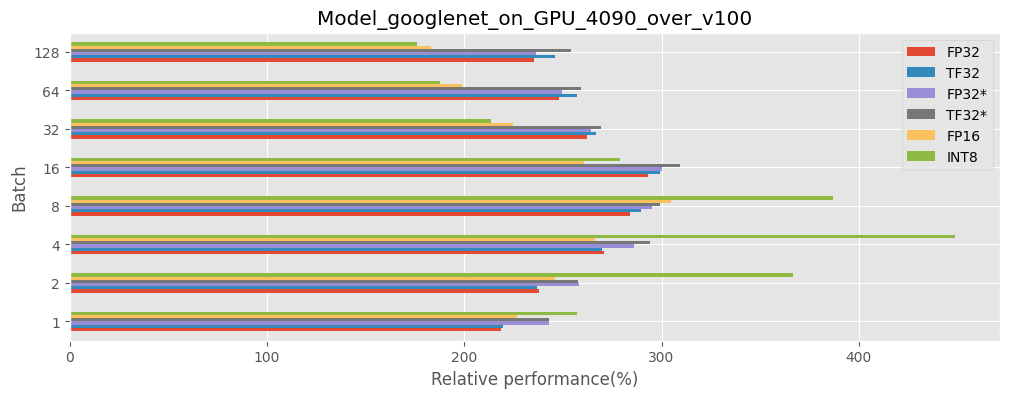 Model_googlenet_on_GPU_4090_over_v100
128
64
32
16
8
4
2
1
Batch
0
100
200
300
400
Relative performance(%)
FP32
TF32
FP32*
TF32*
FP16
INT8